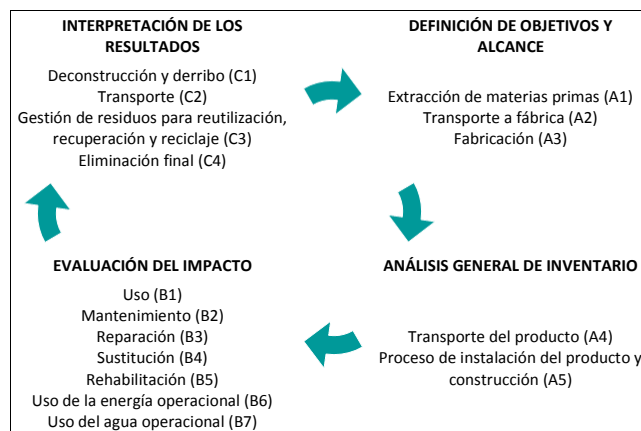 INTERPRETACIÓN DE LOS
RESULTADOS
Deconstrucción y derribo (C1)
Transporte (C2)
Gestión de residuos para reutilización,
recuperación y reciclaje (C3)
Eliminación final (C4)
DEFINICIÓN DE OBJETIVOS Y
ALCANCE
Extracción de materias primas (A1)
Transporte a fábrica (A2)
Fabricación (A3)
EVALUACIÓN DEL IMPACTO
Uso (B1)
Mantenimiento (B2)
Reparación (B3)
Sustitución (B4)
Rehabilitación (B5)
Uso de la energía operacional (B6)
Uso del agua operacional (B7)
ANÁLISIS GENERAL DE INVENTARIO
Transporte del producto (A4)
Proceso de instalación del producto y
construcción (A5)